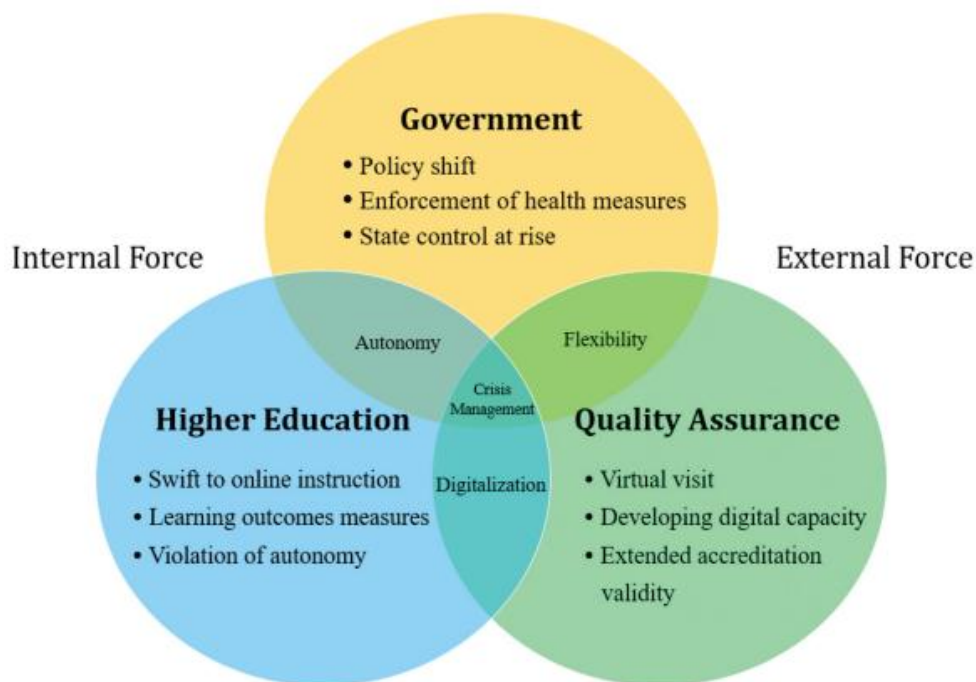 Government
• Policy shift
• Enforcement of health measures
• State control at rise
Internal Force
External Force
Autonomy
Flexibility
Crisis
Management
Higher Education
• Swift to online instruction
• Learning outcomes measures
• Violation of autonomy
Digitalization
Quality Assurance
• Virtual visit
• Developing digital capacity
• Extended accreditation
validity